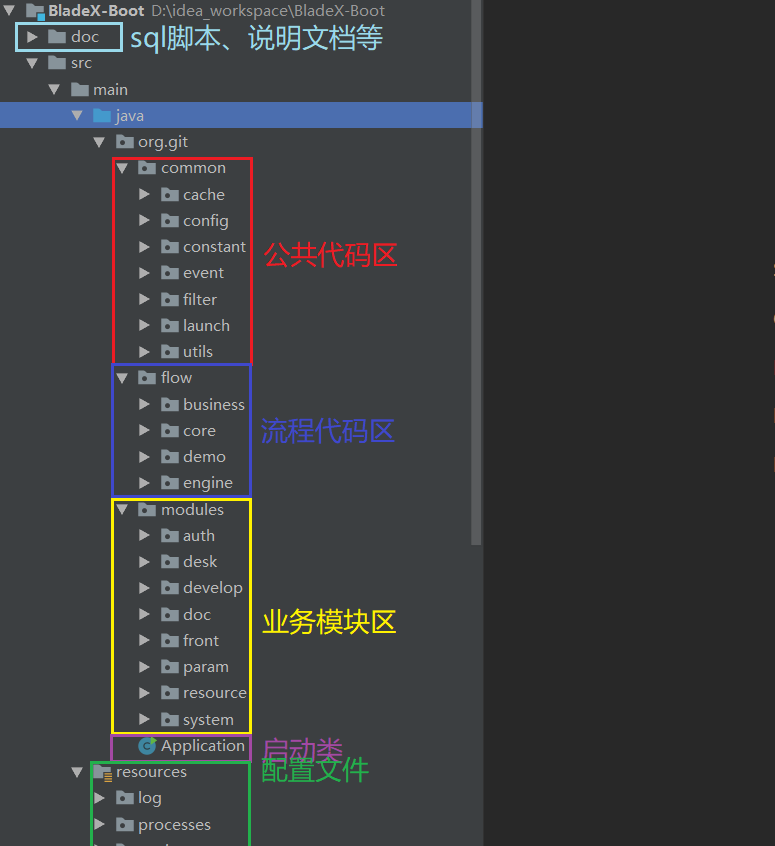 BladeX-Boot D:\idea_workspace\BladeX-Boot
doc sql脚本、说明文档等
src
main
java
org.git
common
cache
config
constant 公共代码区
event
filter
launch
utils
flow
business
core 流程代码区
demo
engine
modules
auth
desk
develop
doc 业务模块区
front
param
resource
system
Application 启动类
resources 配置文件
log
processes